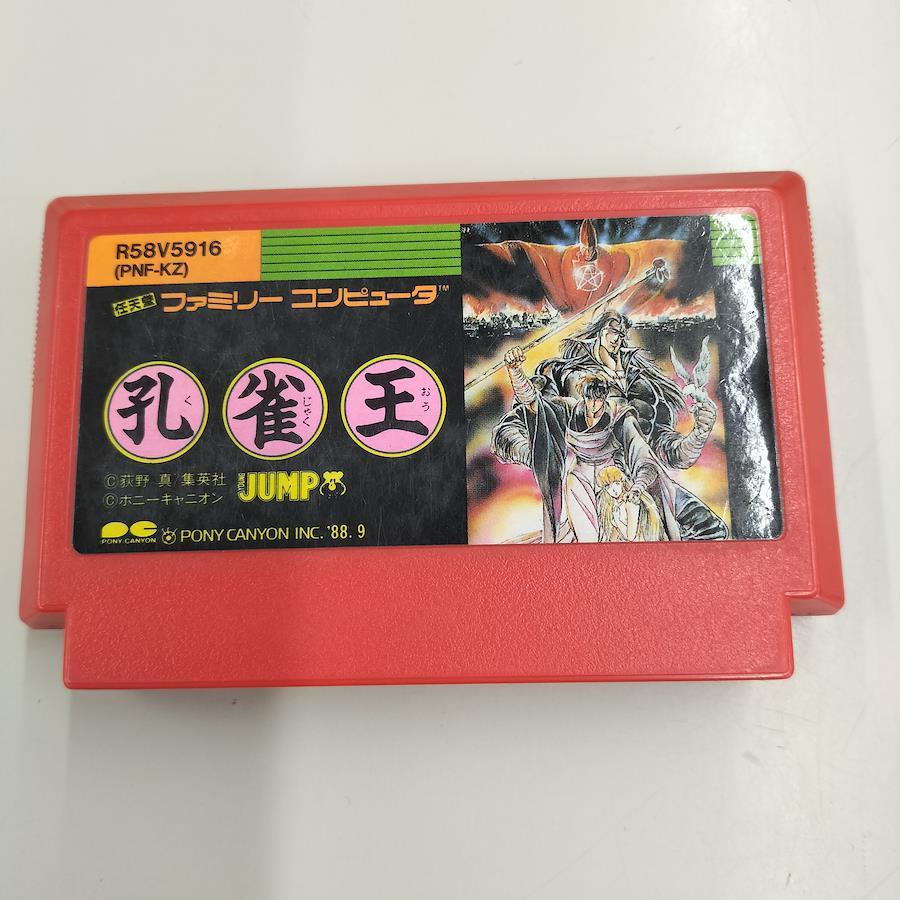 R58V5916
(PNF-KZ)
任天堂 ファミリー コンピュータ™
孔 く 雀 じゃく 王 おう
©荻野 真/集英社
©ポニーキャニオン
YOUNG JUMP
PC
PONY CANYON
PONY CANYON INC. '88. 9